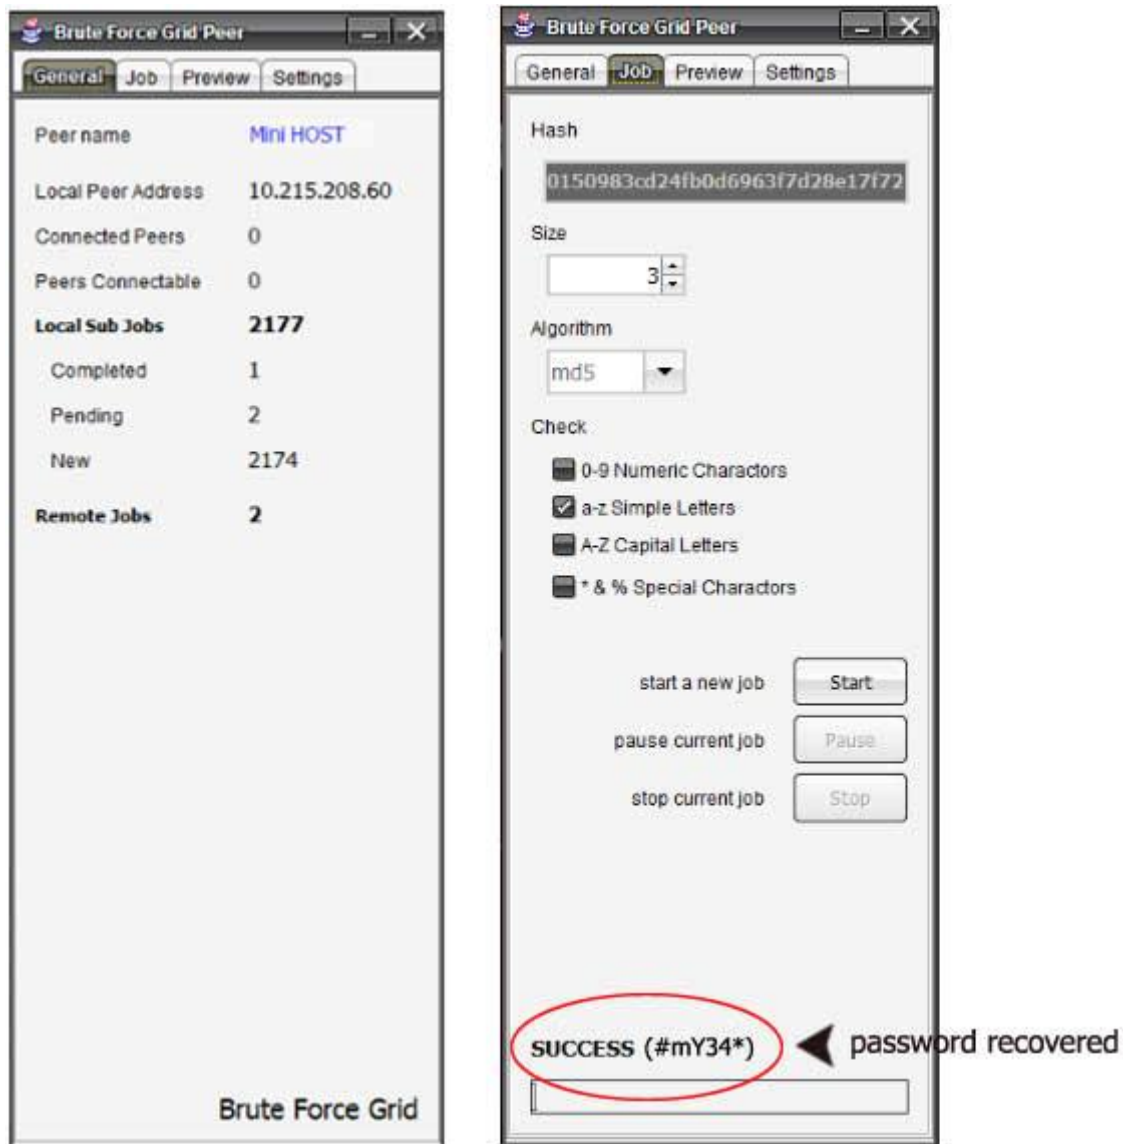 Brute Force Grid Peer
General Job Preview Settings
Peer name Mini HOST
Local Peer Address 10.215.208.60
Connected Peers 0
Peers Connectable 0
Local Sub Jobs 2177
Completed 1
Pending 2
New 2174
Remote Jobs 2
Brute Force Grid
Brute Force Grid Peer
General Job Preview Settings
Hash
0150983cd24fb0d6963f7d28e17f72
Size
3
Algorithm
md5
Check
0-9 Numeric Charactors
a-z Simple Letters
A-Z Capital Letters
* & % Special Charactors
start a new job Start
pause current job Pause
stop current job Stop
SUCCESS (#mY34*) password recovered